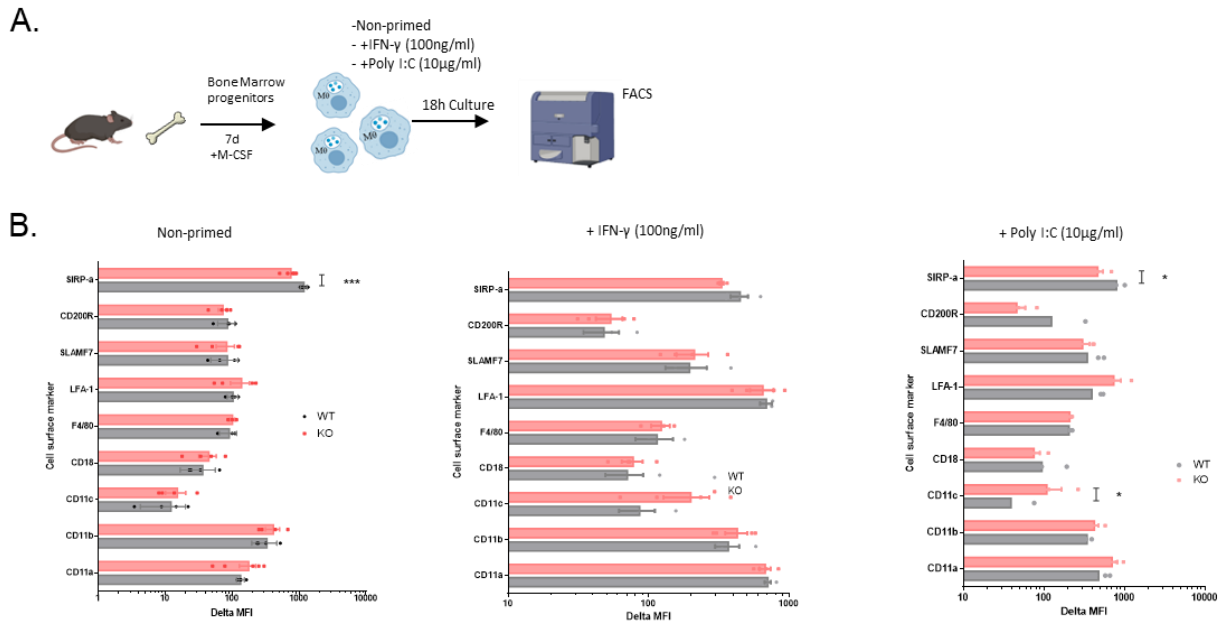 A.
-Non-primed
- +IFN-γ (100ng/ml)
- +Poly I:C (10µg/ml)
Bone Marrow
progenitors
7d
+M-CSF
Mθ
Mθ
Mθ
18h Culture
FACS
B.
Non-primed
Cell surface marker
SIRP-a
CD200R
SLAMF7
LFA-1
F4/80
CD18
CD11c
CD11b
CD11a
***
WT
KO
1
10
100
1000
10000
Delta MFI
+ IFN-γ (100ng/ml)
Cell surface marker
SIRP-a
CD200R
SLAMF7
LFA-1
F4/80
CD18
CD11c
CD11b
CD11a
WT
KO
10
100
1000
Delta MFI
+ Poly I:C (10µg/ml)
Cell surface marker
SIRP-a
CD200R
SLAMF7
LFA-1
F4/80
CD18
CD11c
CD11b
CD11a
*
*
WT
KO
10
100
1000
10000
Delta MFI